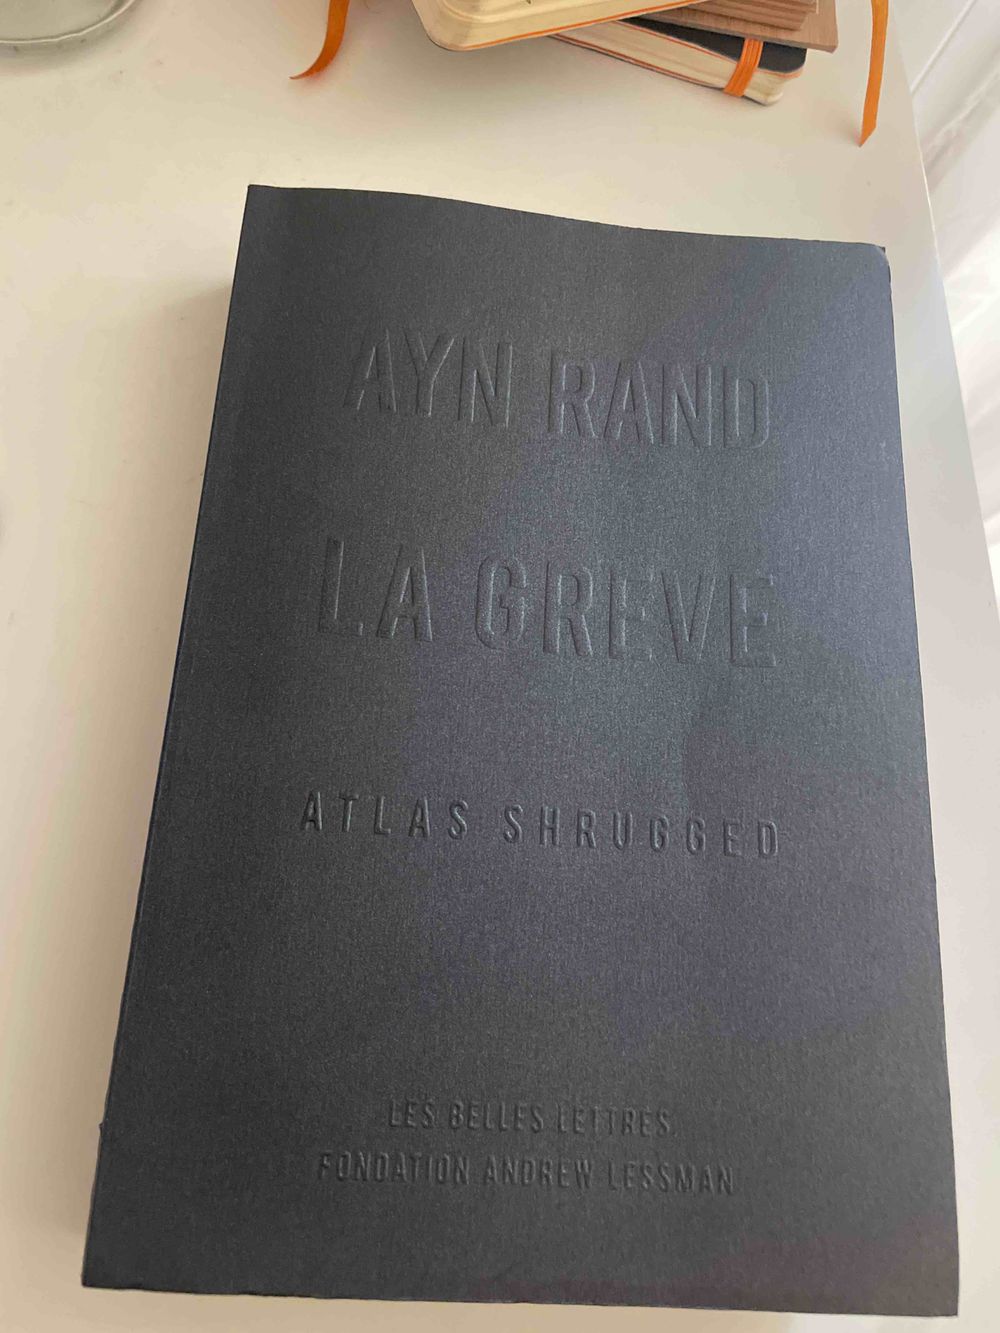 AYN RAND
LA GREVE
ATLAS SHRUGGED
LES BELLES LETTRES
FONDATION ANDREW LESSMAN